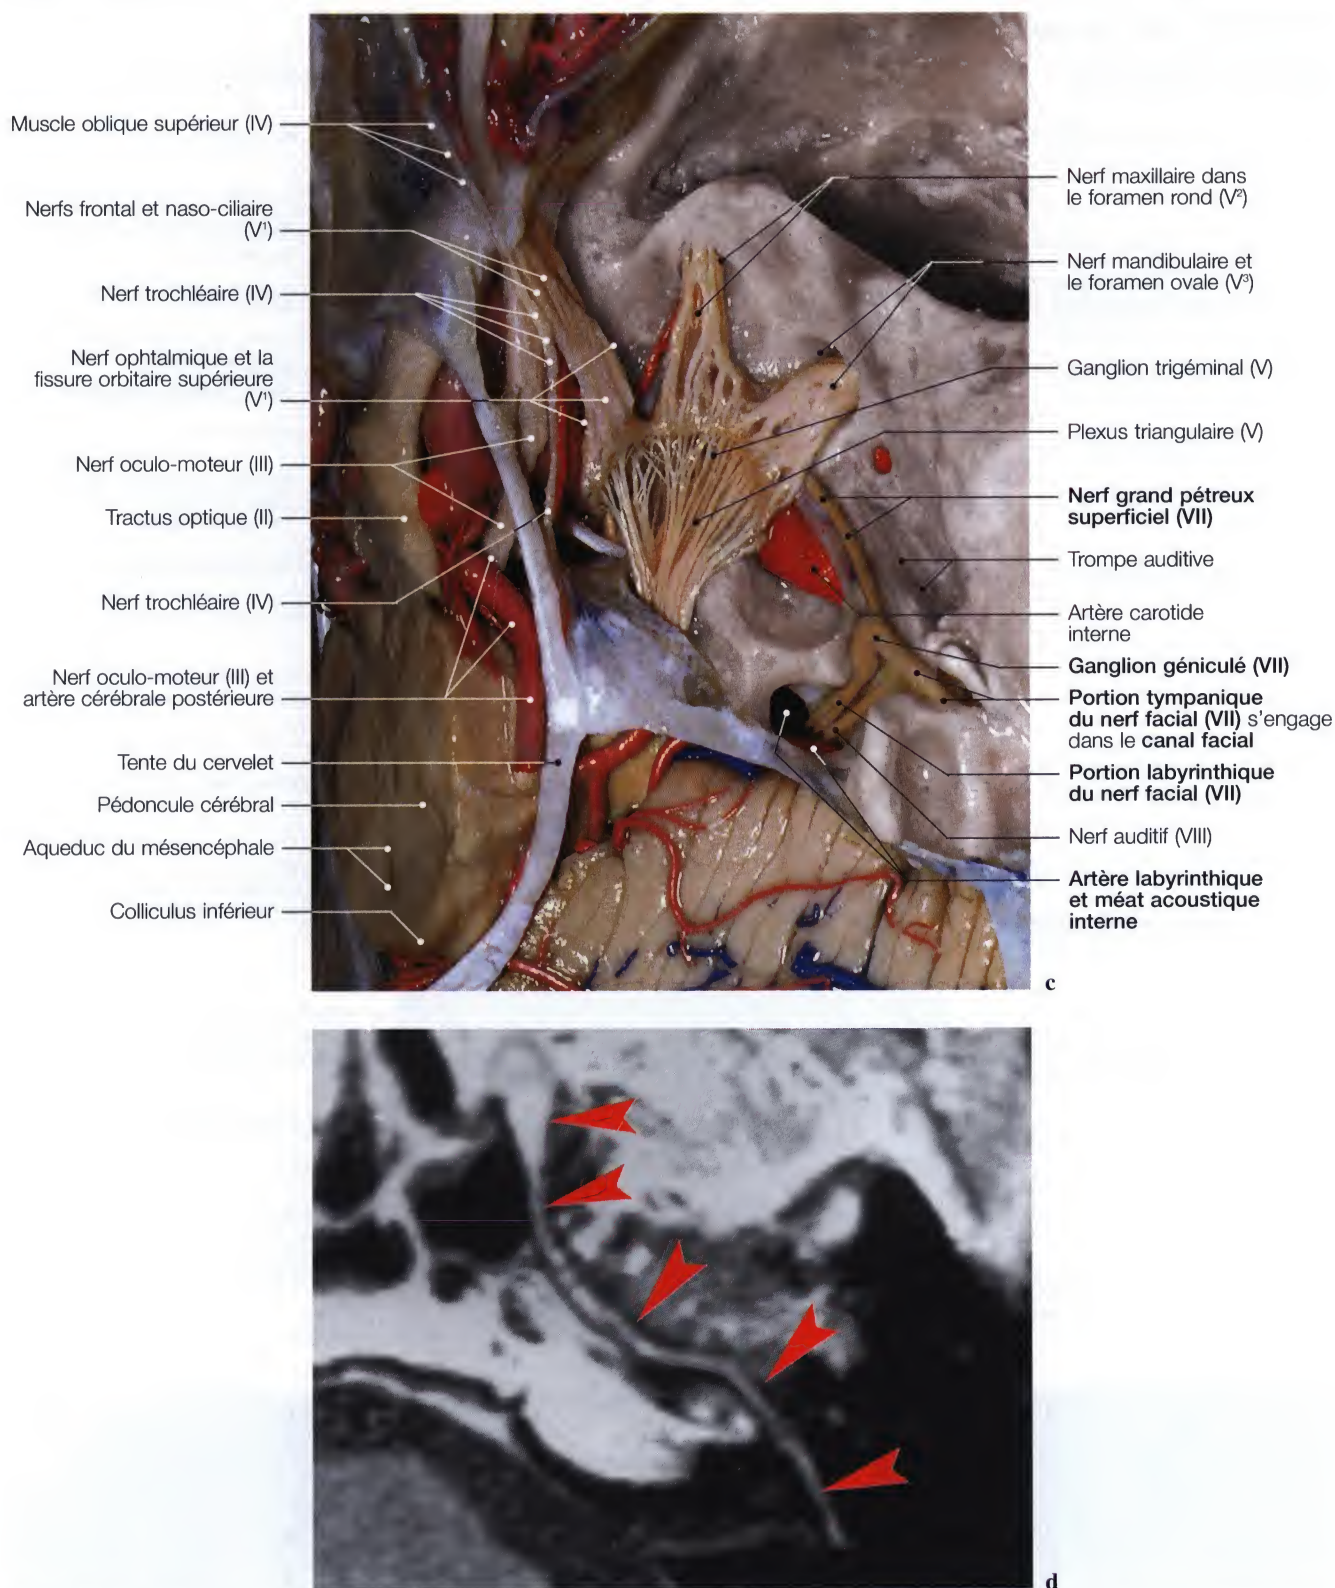 Muscle oblique supérieur (IV)
Nerfs frontal et naso-ciliaire
(V¹)
Nerf trochléaire (IV)
Nerf ophtalmique et la
fissure orbitaire supérieure
(V¹)
Nerf oculo-moteur (III)
Tractus optique (II)
Nerf trochléaire (IV)
Nerf oculo-moteur (III) et
artère cérébrale postérieure
Tente du cervelet
Pédoncule cérébral
Aqueduc du mésencéphale
Colliculus inférieur
Nerf maxillaire dans
le foramen rond (V²)
Nerf mandibulaire et
le foramen ovale (V³)
Ganglion trigéminal (V)
Plexus triangulaire (V)
Nerf grand pétreux
superficiel (VII)
Trompe auditive
Artère carotide
interne
Ganglion géniculé (VII)
Portion tympanique
du nerf facial (VII) s'engage
dans le canal facial
Portion labyrinthique
du nerf facial (VII)
Nerf auditif (VIII)
Artère labyrinthique
et méat acoustique
interne
c
d